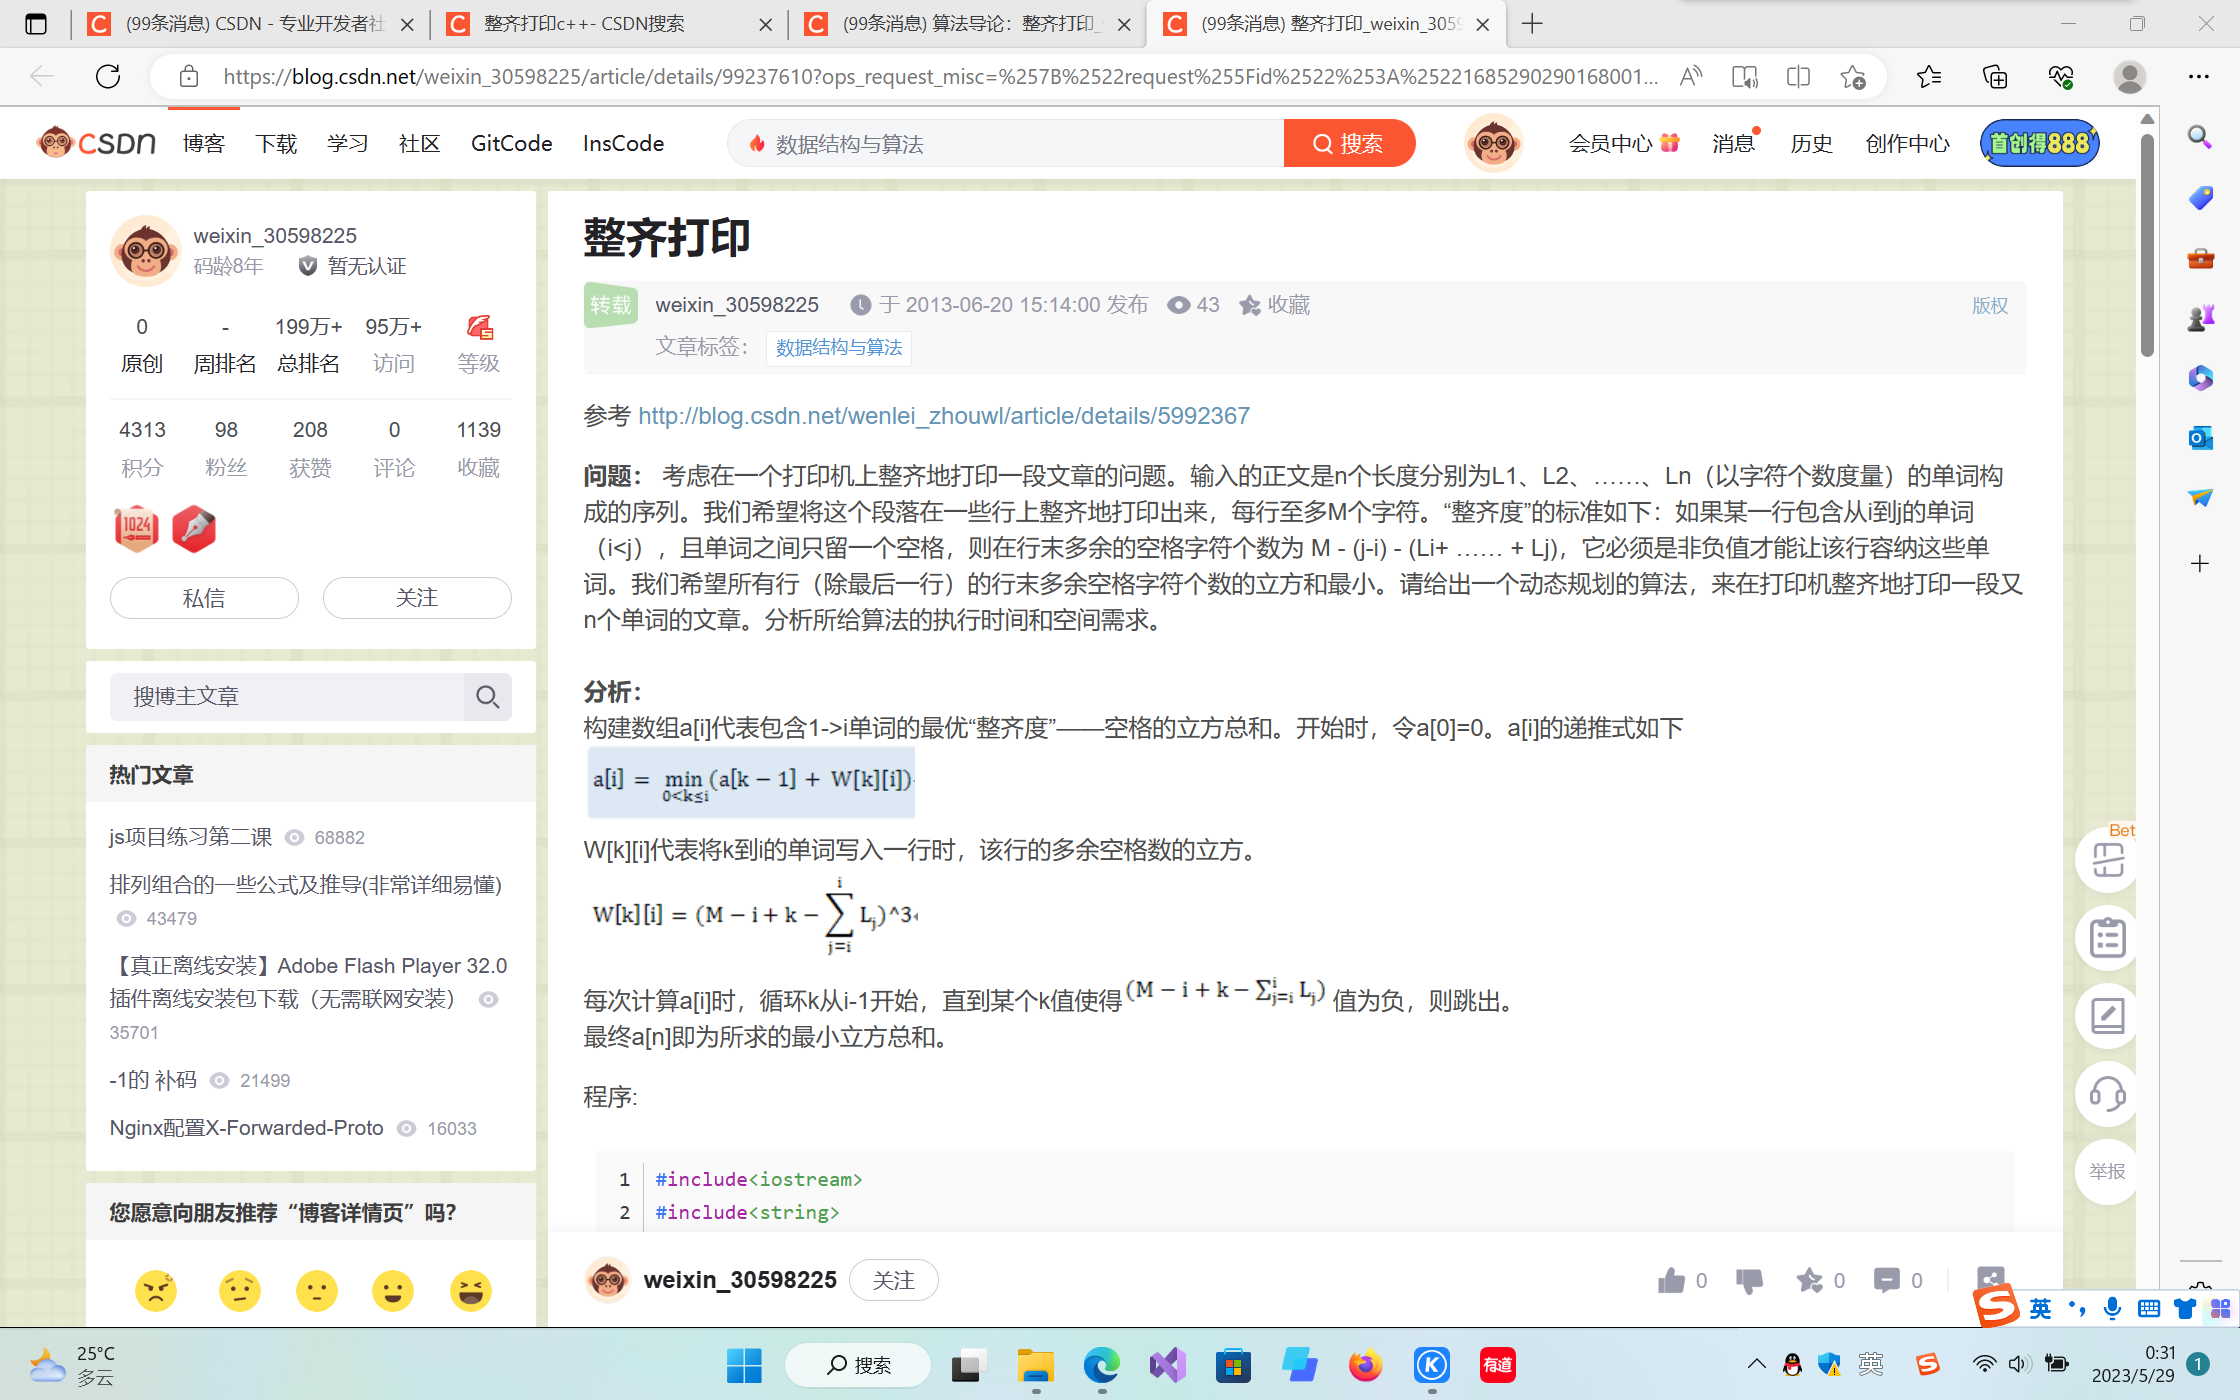 (99条消息) CSDN - 专业开发者社
整齐打印c++- CSDN搜索
(99条消息) 算法导论：整齐打印_
(99条消息) 整齐打印_weixin_305
https://blog.csdn.net/weixin_30598225/article/details/99237610?ops_request_misc=%257B%2522request%255Fid%2522%253A%2522168529029016800​1...
CSDN 博客 下载 学习 社区 GitCode InsCode 数据结构与算法 搜索 会员中心 消息 历史 创作中心 首创得888
weixin_30598225
码龄8年 暂无认证
0 - 199万+ 95万+
原创 周排名 总排名 访问 等级
4313 98 208 0 1139
积分 粉丝 获赞 评论 收藏
1024
私信 关注
搜博主文章
热门文章
js项目练习第二课 68882
排列组合的一些公式及推导(非常详细易懂)
43479
【真正离线安装】Adobe Flash Player 32.0
插件离线安装包下载（无需联网安装）
35701
-1的 补码 21499
Nginx配置X-Forwarded-Proto 16033
您愿意向朋友推荐“博客详情页”吗？
整齐打印
转载 weixin_30598225 于 2013-06-20 15:14:00 发布 43 收藏 版权
文章标签： 数据结构与算法
参考 http://blog.csdn.net/wenlei_zhouwl/article/details/5992367
问题： 考虑在一个打印机上整齐地打印一段文章的问题。输入的正文是n个长度分别为L1、L2、……、Ln（以字符个数度量）的单词构
成的序列。我们希望将这个段落在一些行上整齐地打印出来，每行至多M个字符。“整齐度”的标准如下：如果某一行包含从i到j的单词
（i<j），且单词之间只留一个空格，则在行末多余的空格字符个数为 M - (j-i) - (Li+ …… + Lj)，它必须是非负值才能让该行容纳这些单
词。我们希望所有行（除最后一行）的行末多余空格字符个数的立方和最小。请给出一个动态规划的算法，来在打印机整齐地打印一段又
n个单词的文章。分析所给算法的执行时间和空间需求。
分析：
构建数组a[i]代表包含1->i单词的最优“整齐度”——空格的立方总和。开始时，令a[0]=0。a[i]的递推式如下
a[i] = min 0<k≤i (a[k − 1] + W[k][i])
W[k][i]代表将k到i的单词写入一行时，该行的多余空格数的立方。
W[k][i] = (M − i + k − ∑_{j=i}^{i} L_j)^3
每次计算a[i]时，循环k从i-1开始，直到某个k值使得 (M − i + k − ∑_{j=i}^{i} L_j) 值为负，则跳出。
最终a[n]即为所求的最小立方总和。
程序:
1 #include<iostream>
2 #include<string>
weixin_30598225 关注 0 0 0
Bet
举报
英
25°C
多云
搜索
有道
英
0:31
2023/5/29
1